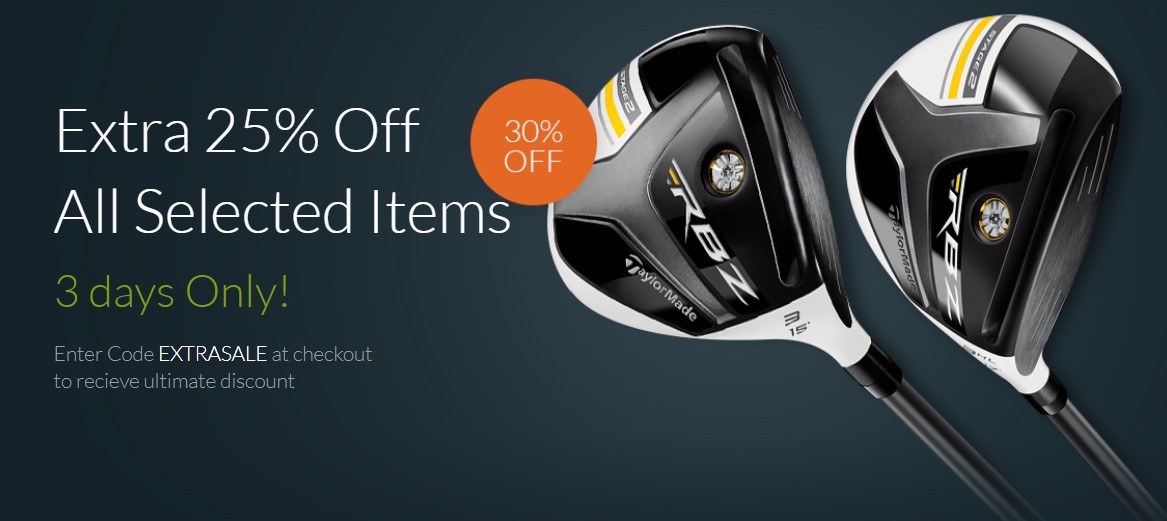 Extra 25% Off
All Selected Items
3 days Only!
Enter Code EXTRASALE at checkout
to recieve ultimate discount
30%
OFF
STAGE 2
RBZ
TaylorMade
3
15°
STAGE 2
RBZ
TaylorMade
HL